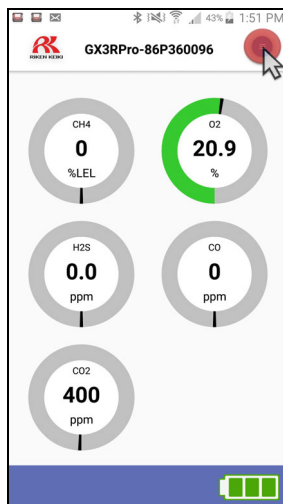 43% 1:51 PM
RIKEN KEIKI
GX3RPro-86P360096
CH4
0
%LEL
O2
20.9
%
H2S
0.0
ppm
CO
0
ppm
CO2
400
ppm